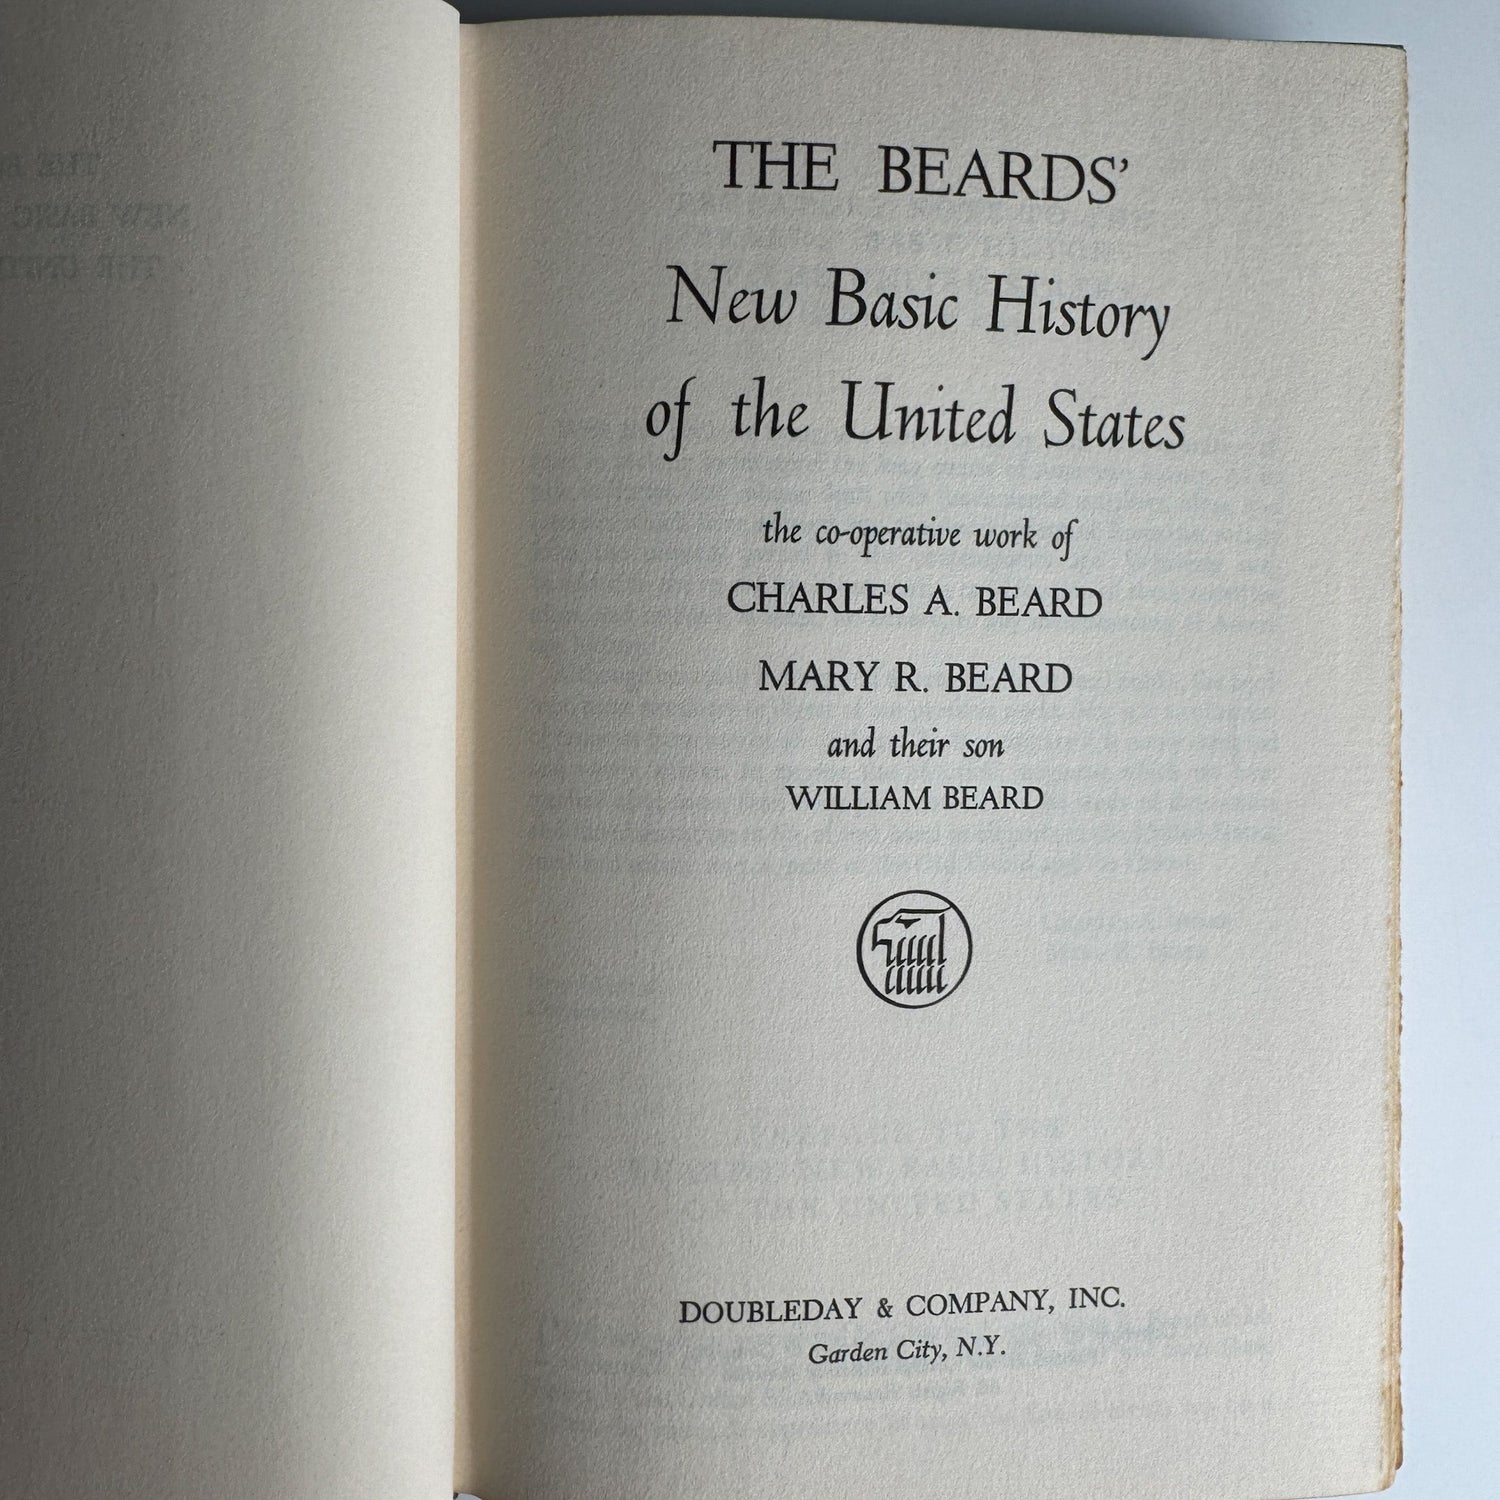 THE BEARDS'
New Basic History
of the United States
the co-operative work of
CHARLES A. BEARD
MARY R. BEARD
and their son
WILLIAM BEARD
DOUBLEDAY & COMPANY, INC.
Garden City, N.Y.